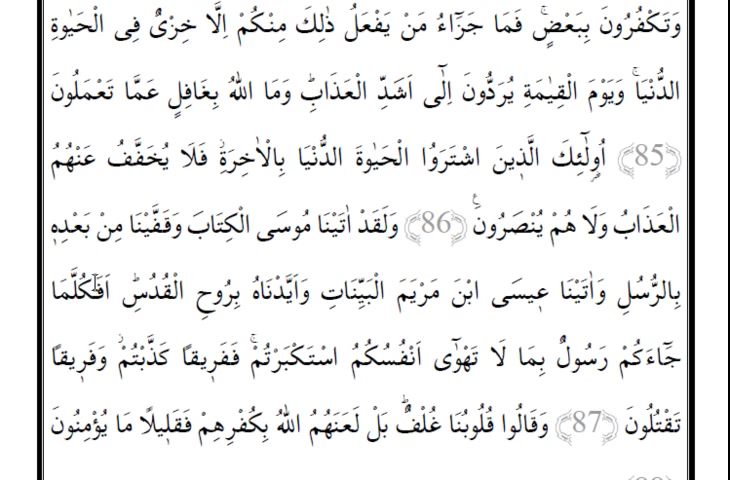 وَتَكْفُرُونَ بِبَعْضٍۚ فَمَا جَزَٓاءُ مَنْ يَفْعَلُ ذٰلِكَ مِنْكُمْ اِلَّا خِزْىٌ فِى الْحَيٰوةِ
الدُّنْيَاۚ وَيَوْمَ الْقِيٰمَةِ يُرَدُّونَ اِلٰٓى اَشَدِّ الْعَذَابِۜ وَمَا اللّٰهُ بِغَافِلٍ عَمَّا تَعْمَلُونَ
﴿85﴾ اُو۬لٰٓئِكَ الَّذ۪ينَ اشْتَرَوُا الْحَيٰوةَ الدُّنْيَا بِالْاٰخِرَةِۘ فَلَا يُخَفَّفُ عَنْهُمُ
الْعَذَابُ وَلَا هُمْ يُنْصَرُونَ۟ ﴿86﴾ وَلَقَدْ اٰتَيْنَا مُوسَى الْكِتَابَ وَقَفَّيْنَا مِنْ بَعْدِه۪
بِالرُّسُلِ وَاٰتَيْنَا ع۪يسَى ابْنَ مَرْيَمَ الْبَيِّنَاتِ وَاَيَّدْنَاهُ بِرُوحِ الْقُدُسِۜ اَفَكُلَّمَا
جَٓاءَكُمْ رَسُولٌ بِمَا لَا تَهْوٰٓى اَنْفُسُكُمُ اسْتَكْبَرْتُمْۚ فَفَر۪يقًا كَذَّبْتُمْۘ وَفَر۪يقًا
تَقْتُلُونَ ﴿87﴾ وَقَالُوا قُلُوبُنَا غُلْفٌۜ بَلْ لَعَنَهُمُ اللّٰهُ بِكُفْرِهِمْ فَقَل۪يلًا مَا يُؤْمِنُونَ